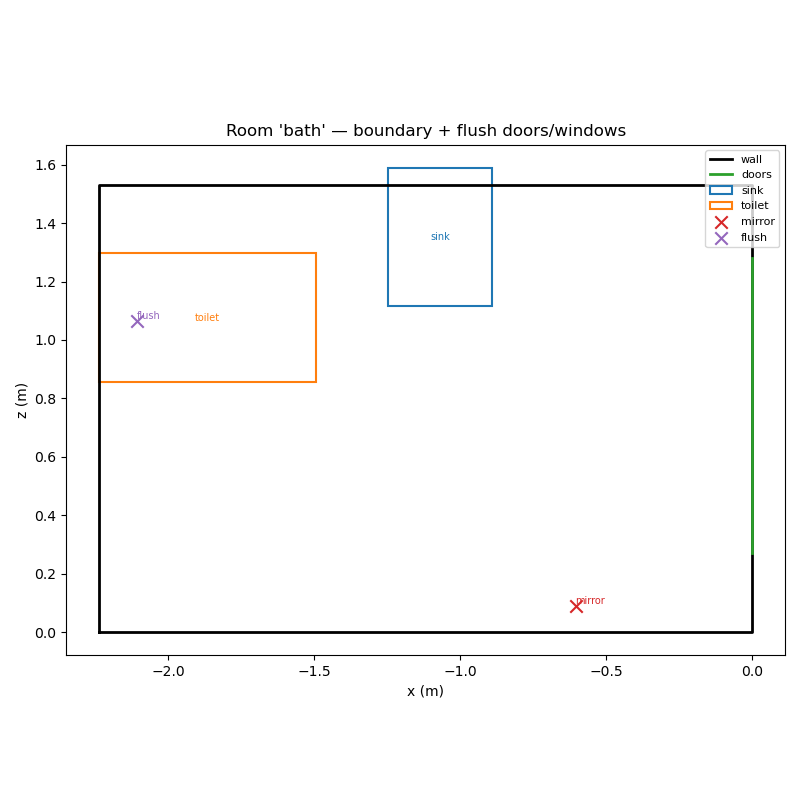 Room 'bath' — boundary + flush doors/windows
wall
doors
sink
toilet
mirror
flush
1.6
1.4
1.2
1.0
0.8
0.6
0.4
0.2
0.0
z (m)
sink
flush
toilet
mirror
−2.0
−1.5
−1.0
−0.5
0.0
x (m)